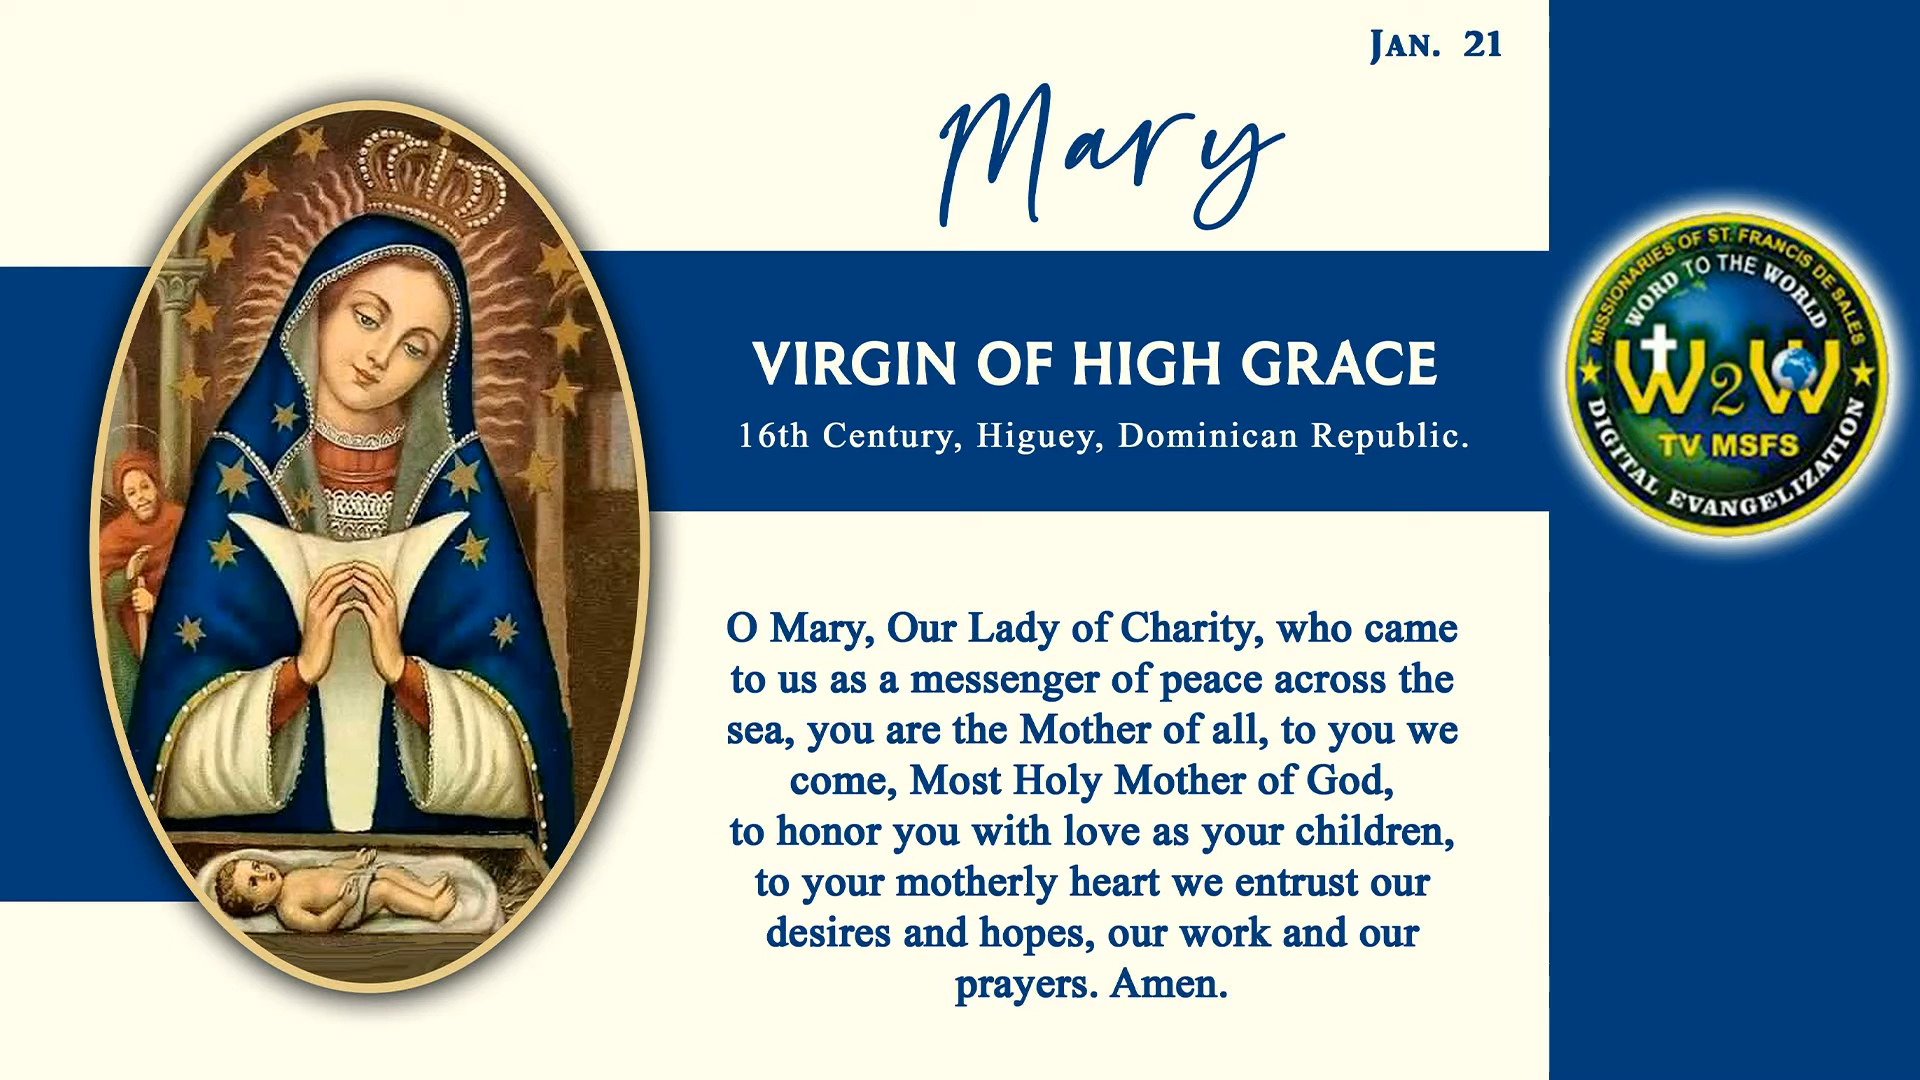 Jan. 21
Mary
VIRGIN OF HIGH GRACE
16th Century, Higuey, Dominican Republic.
O Mary, Our Lady of Charity, who came
to us as a messenger of peace across the
sea, you are the Mother of all, to you we
come, Most Holy Mother of God,
to honor you with love as your children,
to your motherly heart we entrust our
desires and hopes, our work and our
prayers. Amen.
MISSIONARIES OF ST. FRANCIS DE SALES
WORD TO THE WORLD
W2W
TV MSFS
DIGITAL EVANGELIZATION